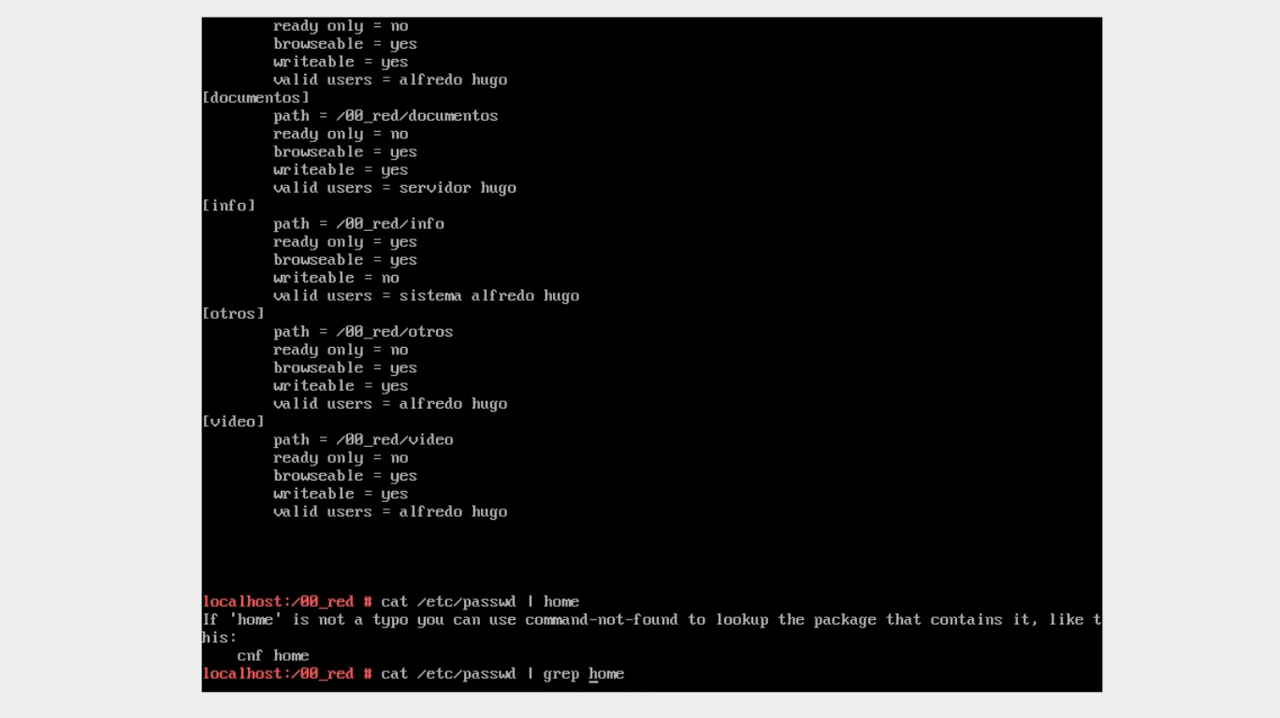 ready only = no
browseable = yes
writeable = yes
valid users = alfredo hugo
[documentos]
path = /00_red/documentos
ready only = no
browseable = yes
writeable = yes
valid users = servidor hugo
[info]
path = /00_red/info
ready only = yes
browseable = yes
writeable = no
valid users = sistema alfredo hugo
[otros]
path = /00_red/otros
ready only = no
browseable = yes
writeable = yes
valid users = alfredo hugo
[video]
path = /00_red/video
ready only = no
browseable = yes
writeable = yes
valid users = alfredo hugo
localhost:/00_red # cat /etc/passwd | home
If 'home' is not a typo you can use command-not-found to lookup the package that contains it, like t
his:
cnf home
localhost:/00_red # cat /etc/passwd | grep home